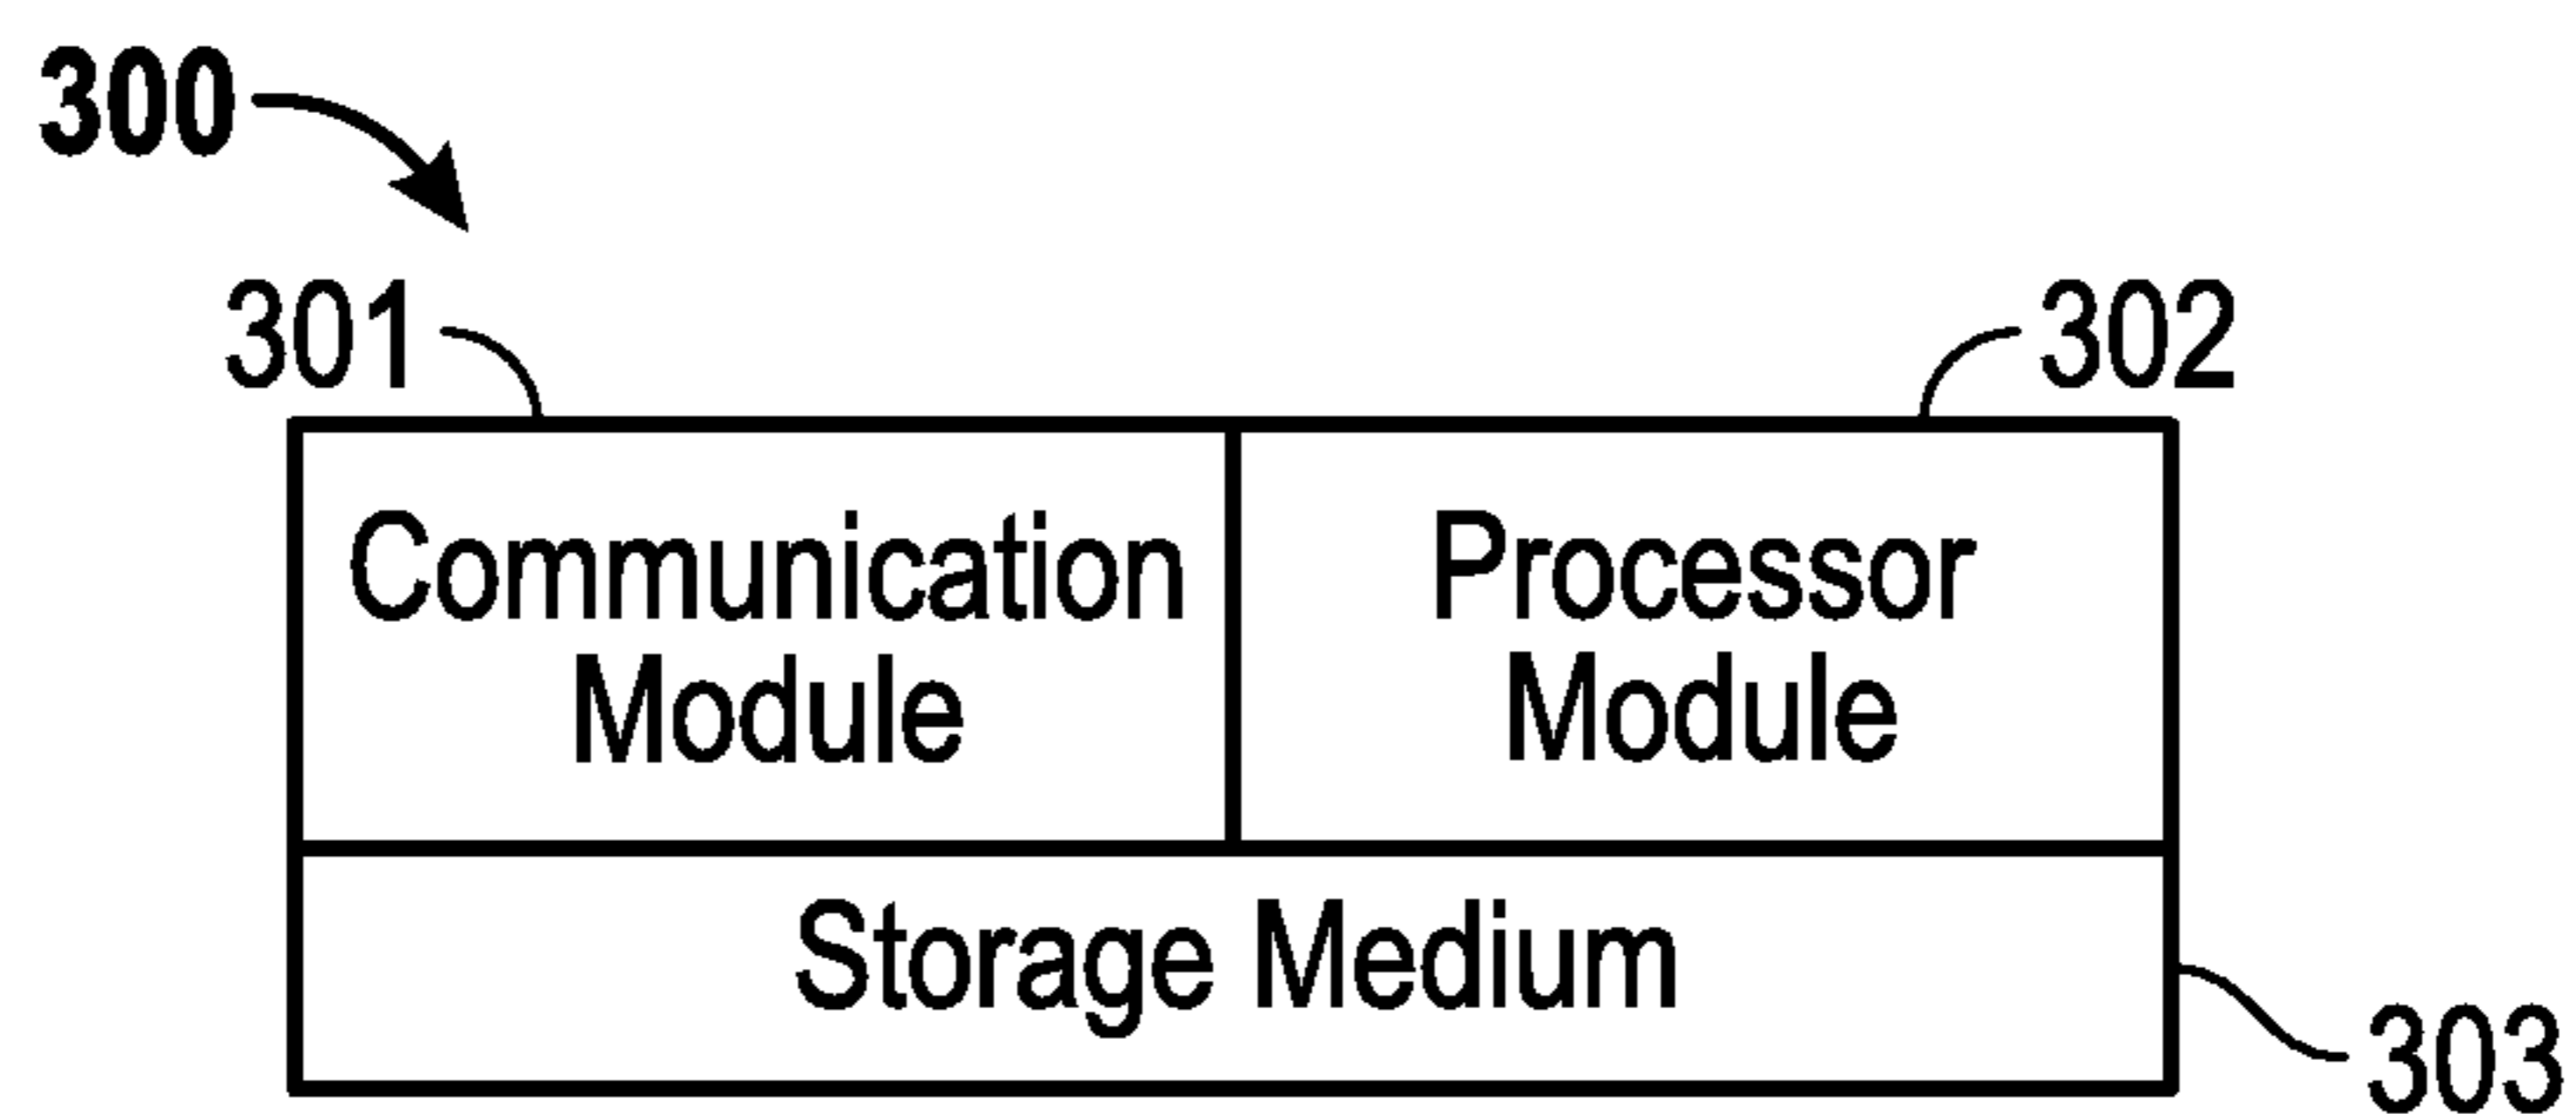 300
301
302
Communication
Module
Processor
Module
Storage Medium
303